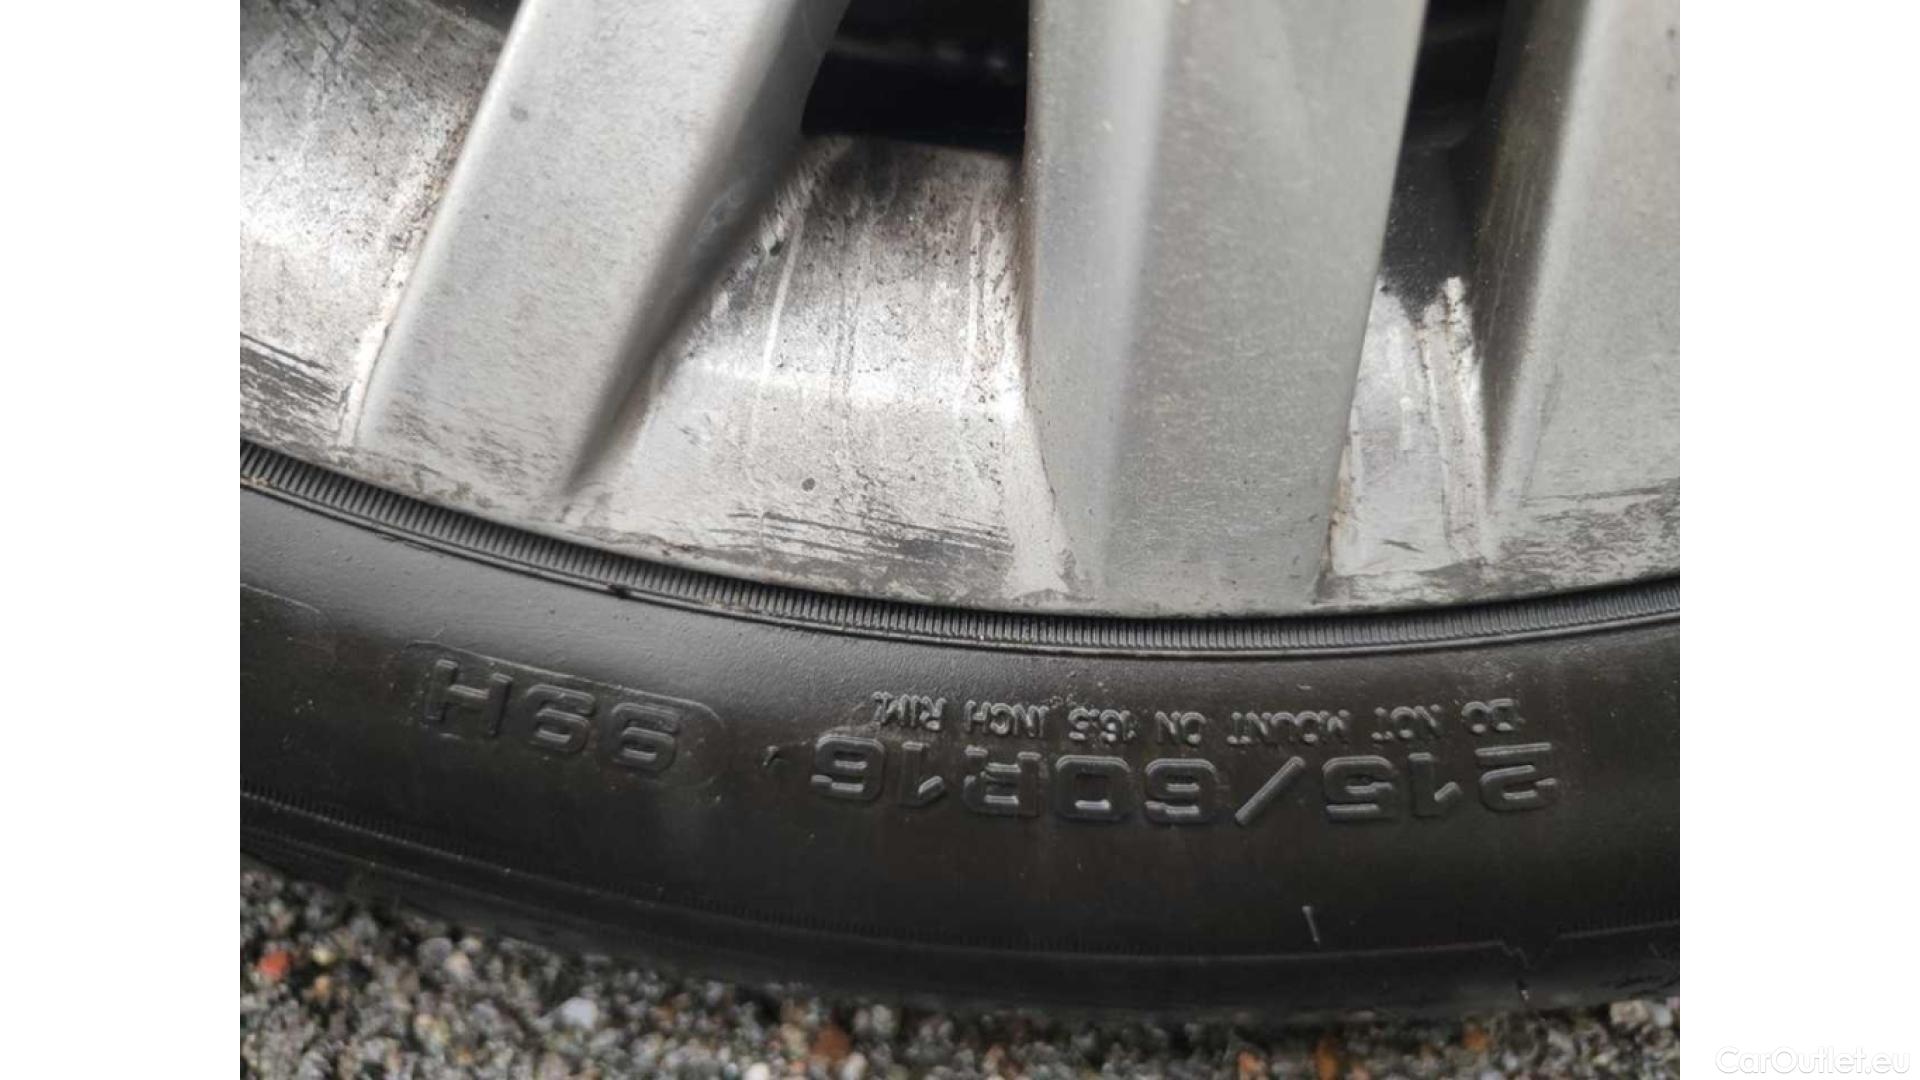 DO NOT MOUNT ON 16.5 INCH RIM.
215/60R16 99H
CarOutlet.eu